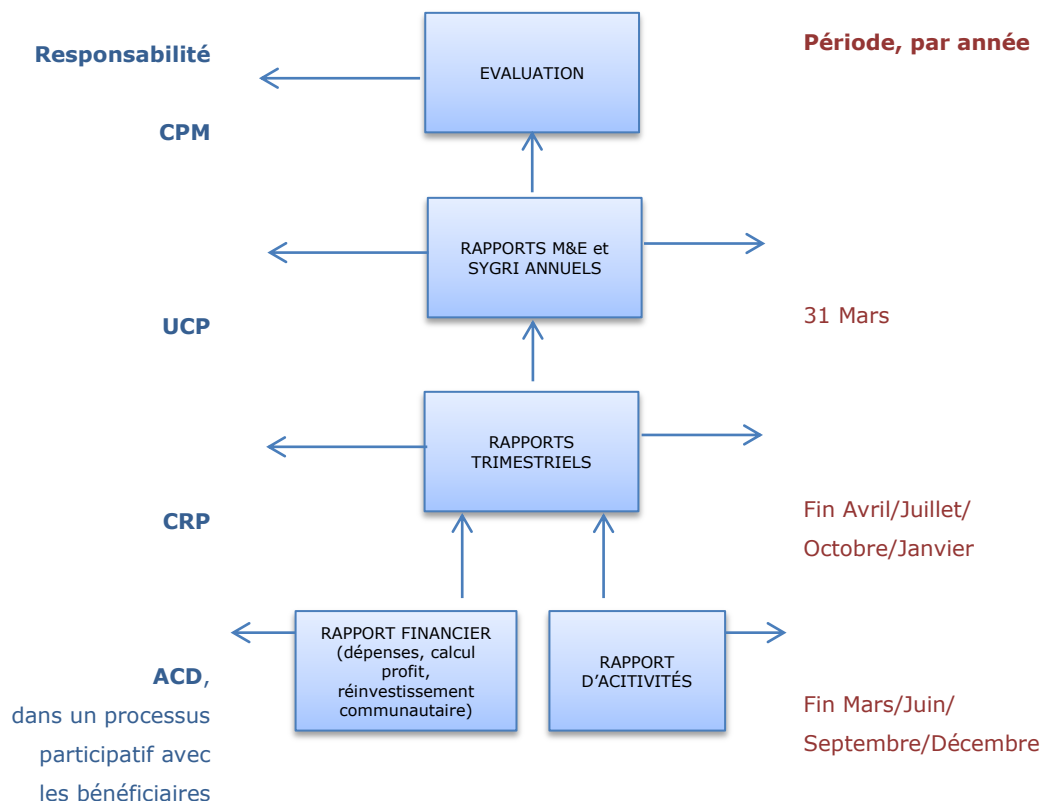 Responsabilité
EVALUATION
Période, par année
CPM
RAPPORTS M&E et
SYGRI ANNUELS
UCP
31 Mars
RAPPORTS
TRIMESTRIELS
CRP
Fin Avril/Juillet/
Octobre/Janvier
RAPPORT FINANCIER
(dépenses, calcul
profit,
réinvestissement
communautaire)
RAPPORT
D’ACITIVITÉS
ACD,
dans un processus
participatif avec
les bénéficiaires
Fin Mars/Juin/
Septembre/Décembre